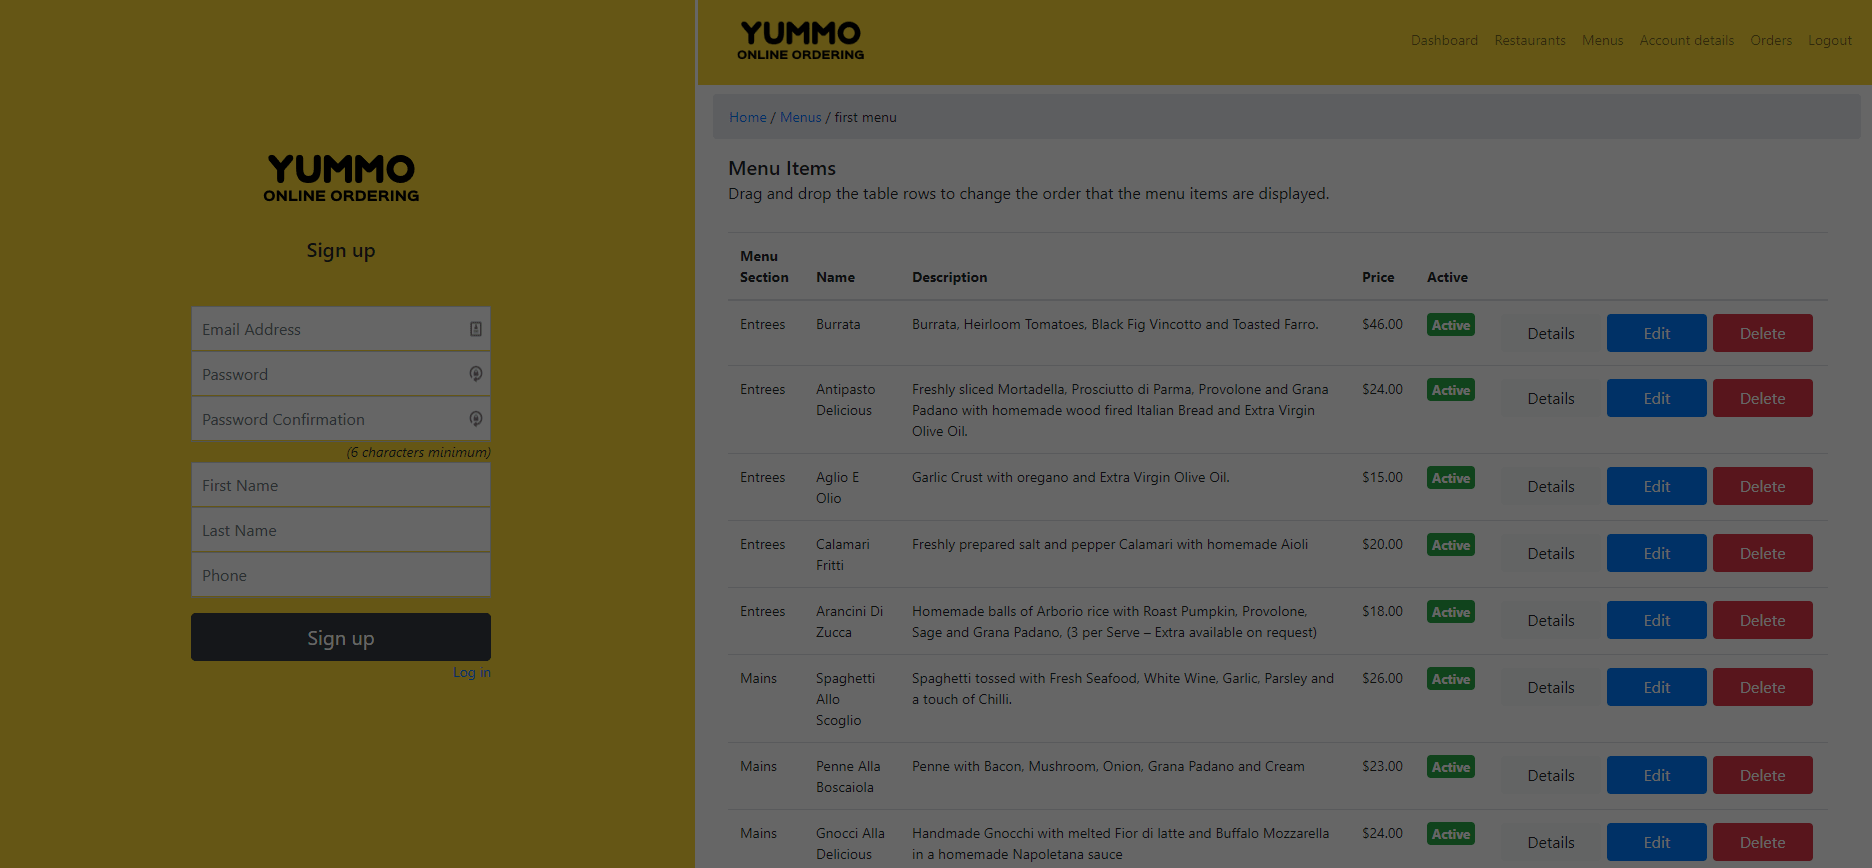 YUMMO
ONLINE ORDERING
Sign up
Email Address
Password
Password Confirmation
(6 characters minimum)
First Name
Last Name
Phone
Sign up
Log in
YUMMO
ONLINE ORDERING
Dashboard Restaurants Menus Account details Orders Logout
Home / Menus / first menu
Menu Items
Drag and drop the table rows to change the order that the menu items are displayed.
Menu
Section Name Description Price Active
Entrees Burrata Burrata, Heirloom Tomatoes, Black Fig Vincotto and Toasted Farro. $46.00 Active Details Edit Delete
Entrees Antipasto Freshly sliced Mortadella, Prosciutto di Parma, Provolone and Grana $24.00 Active Details Edit Delete
Delicious Padano with homemade wood fired Italian Bread and Extra Virgin
Olive Oil.
Entrees Aglio E Garlic Crust with oregano and Extra Virgin Olive Oil. $15.00 Active Details Edit Delete
Olio
Entrees Calamari Freshly prepared salt and pepper Calamari with homemade Aioli $20.00 Active Details Edit Delete
Fritti
Entrees Arancini Di Homemade balls of Arborio rice with Roast Pumpkin, Provolone, $18.00 Active Details Edit Delete
Zucca Sage and Grana Padano, (3 per Serve – Extra available on request)
Mains Spaghetti Spaghetti tossed with Fresh Seafood, White Wine, Garlic, Parsley and $26.00 Active Details Edit Delete
Allo a touch of Chilli.
Scoglio
Mains Penne Alla Penne with Bacon, Mushroom, Onion, Grana Padano and Cream $23.00 Active Details Edit Delete
Boscaiola
Mains Gnocci Alla Handmade Gnocchi with melted Fior di latte and Buffalo Mozzarella $24.00 Active Details Edit Delete
Delicious in a homemade Napoletana sauce